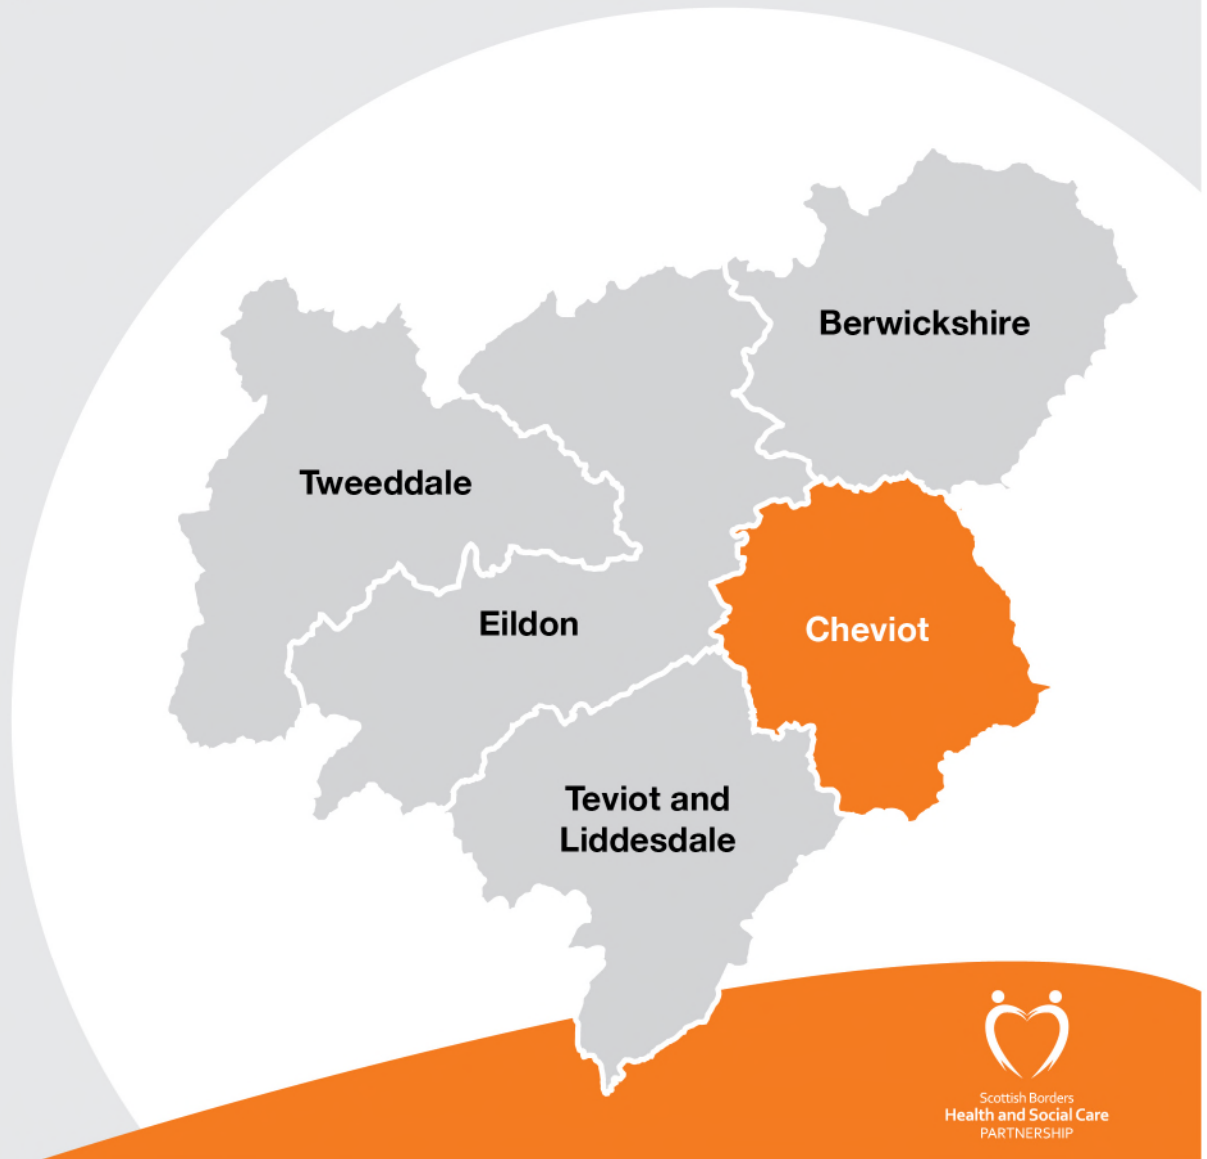 Berwickshire
Tweeddale
Eildon
Cheviot
Teviot and
Liddesdale
Scottish Borders
Health and Social Care
PARTNERSHIP